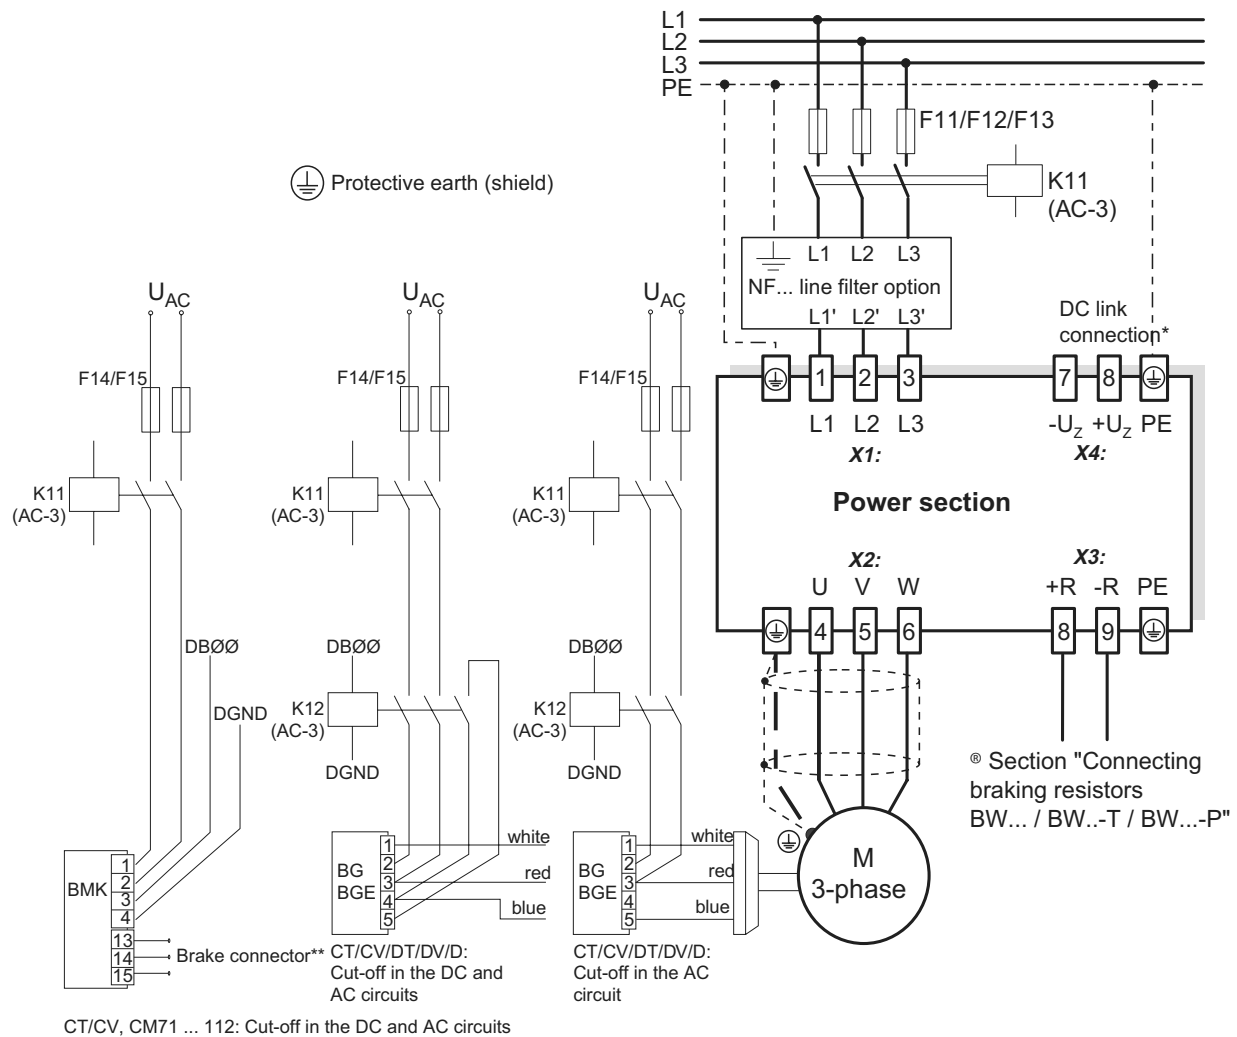 L1
L2
L3
PE
F11/F12/F13
K11
(AC-3)
Protective earth (shield)
L1 L2 L3
NF... line filter option
L1' L2' L3'
DC link
connection*
1 2 3 7 8
L1 L2 L3 -UZ +UZ PE
X1: X4:
Power section
X2: X3:
U V W +R -R PE
4 5 6 8 9
® Section "Connecting
braking resistors
BW... / BW..-T / BW...-P"
M
3-phase
UAC
F14/F15
K11
(AC-3)
DBØØ
DGND
BMK
1
2
3
4
13
14
15
Brake connector**
CT/CV, CM71 ... 112: Cut-off in the DC and AC circuits
UAC
F14/F15
K11
(AC-3)
DBØØ
K12
(AC-3)
DGND
BG
BGE
1
2
3
4
5
white
red
blue
CT/CV/DT/DV/D:
Cut-off in the DC and
AC circuits
UAC
F14/F15
K11
(AC-3)
DBØØ
K12
(AC-3)
DGND
BG
BGE
1
2
3
4
5
white
red
blue
CT/CV/DT/DV/D:
Cut-off in the AC
circuit